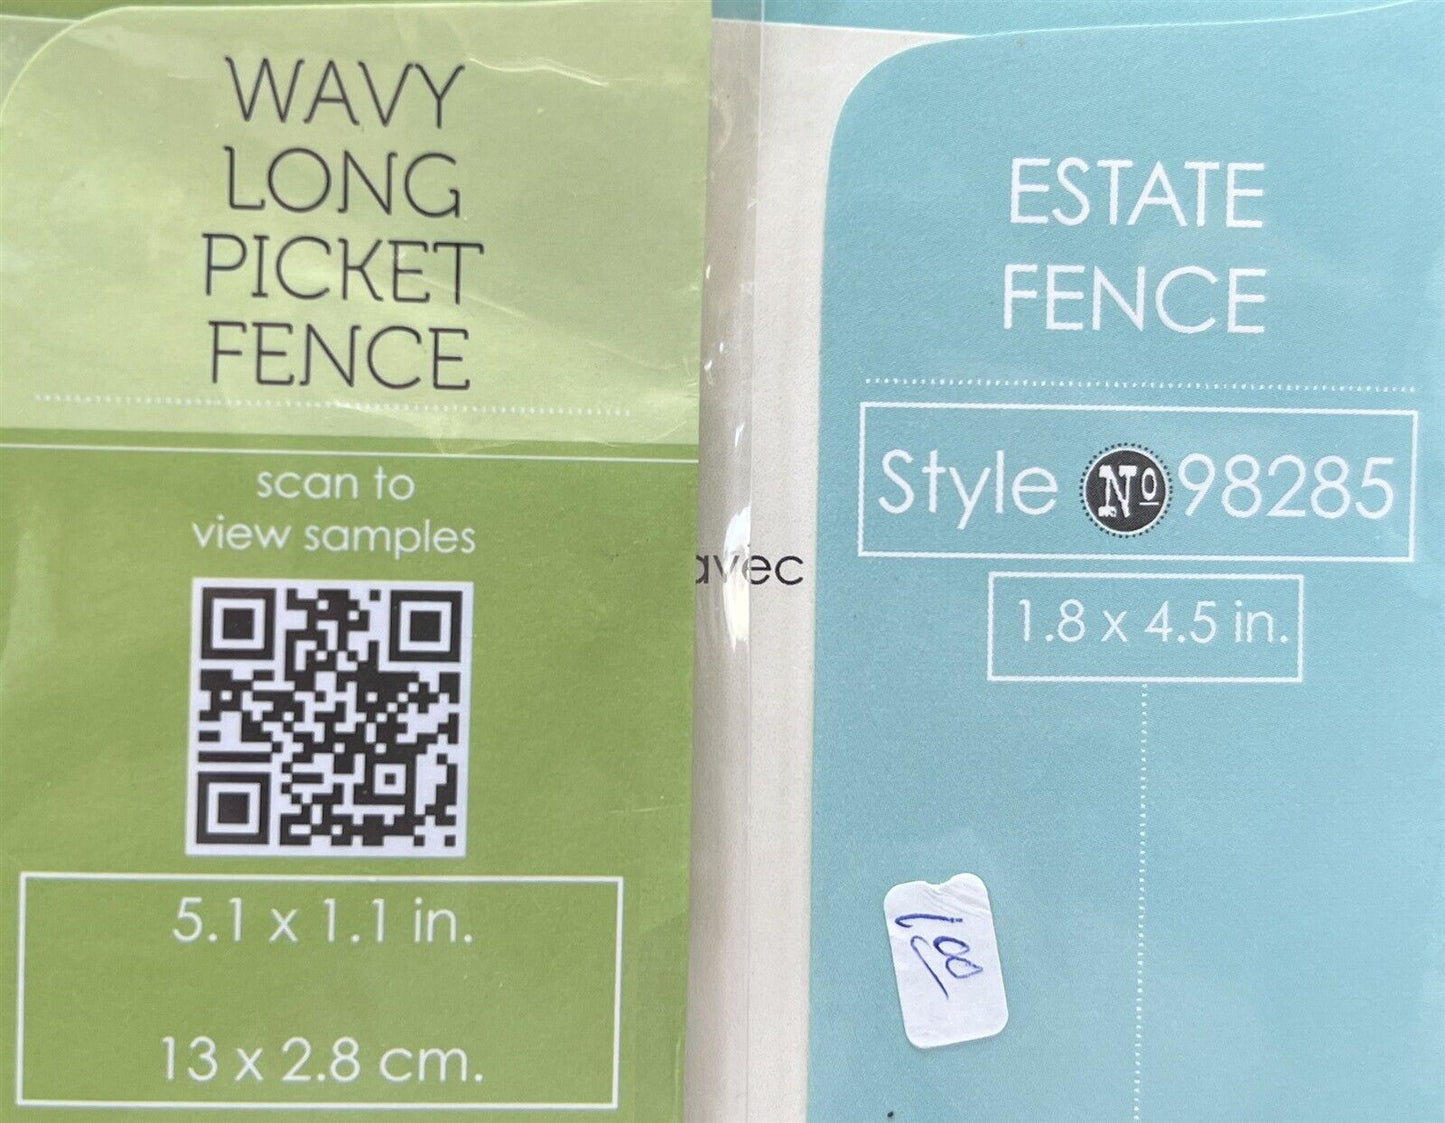 WAVY
LONG
PICKET
FENCE
scan to
view samples
5.1 x 1.1 in.
13 x 2.8 cm.
avec
ESTATE
FENCE
Style № 98285
1.8 x 4.5 in.